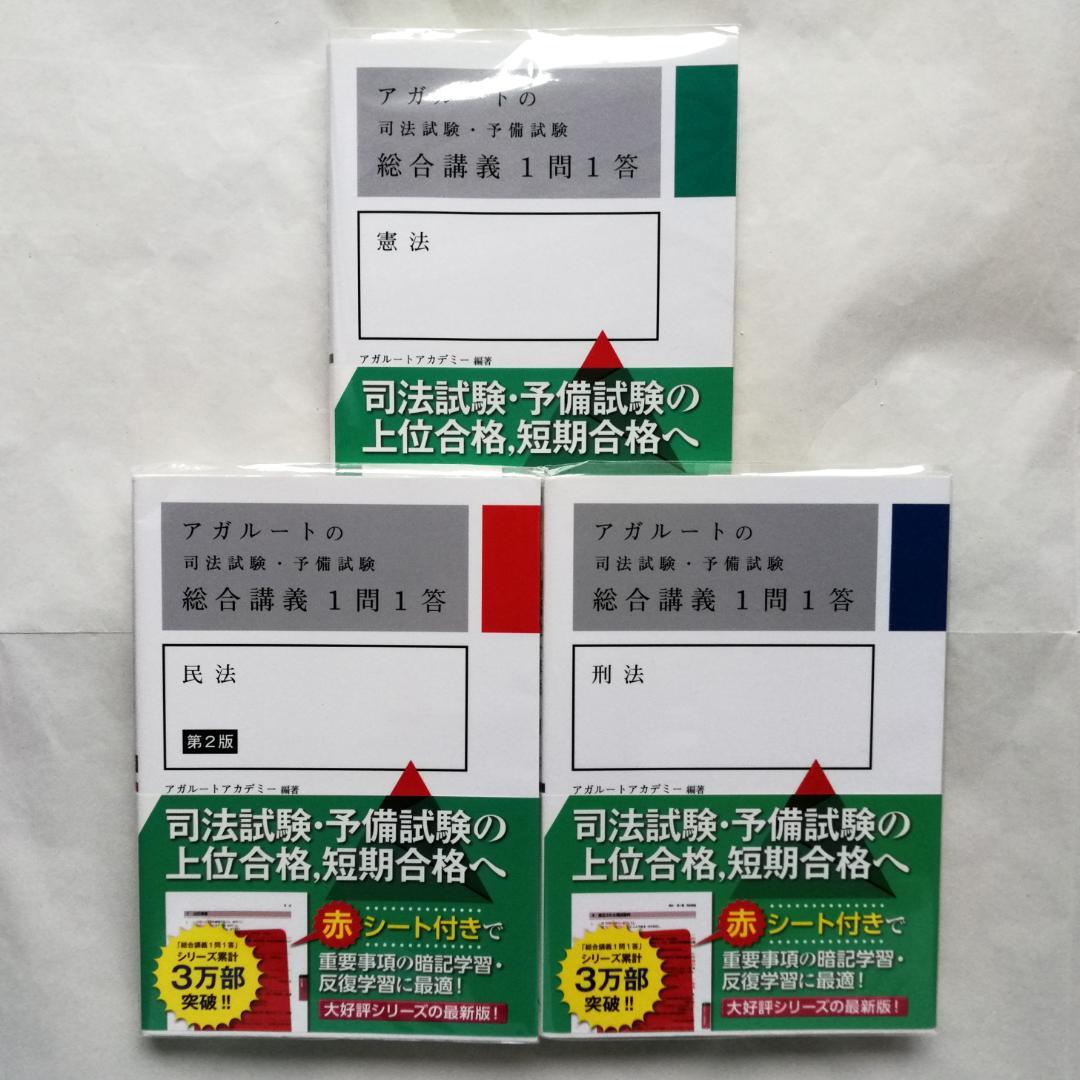 アガルートの
司法試験・予備試験
総合講義1問1答
憲法
アガルートアカデミー 編著
司法試験・予備試験の
上位合格,短期合格へ
アガルートの
司法試験・予備試験
総合講義1問1答
民法
第2版
アガルートアカデミー 編著
司法試験・予備試験の
上位合格,短期合格へ
赤シート付きで
重要事項の暗記学習・
反復学習に最適!
大好評シリーズの最新版!
「総合講義1問1答」
シリーズ累計
3万部
突破!!
アガルートの
司法試験・予備試験
総合講義1問1答
刑法
アガルートアカデミー 編著
司法試験・予備試験の
上位合格,短期合格へ
赤シート付きで
重要事項の暗記学習・
反復学習に最適!
大好評シリーズの最新版!
「総合講義1問1答」
シリーズ累計
3万部
突破!!